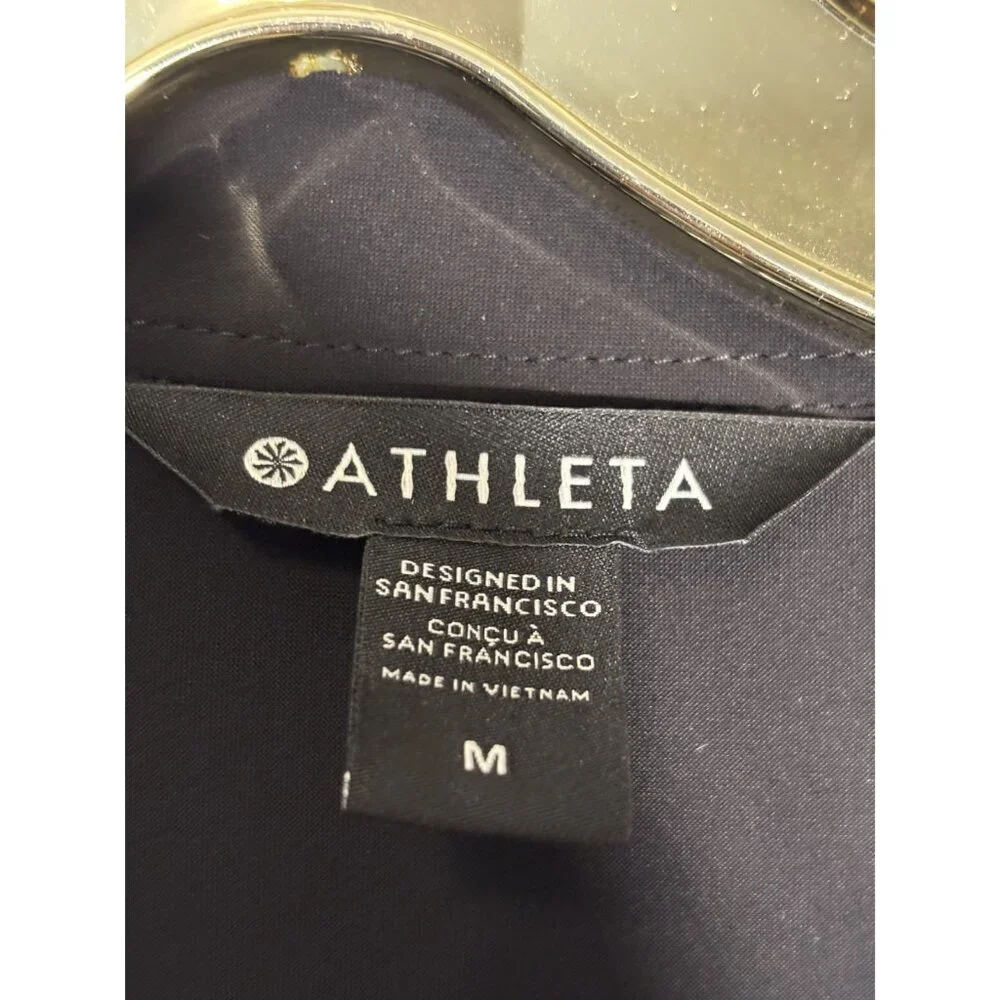 ATHLETA
DESIGNED IN
SAN FRANCISCO
CONÇU À
SAN FRANCISCO
MADE IN VIETNAM
M